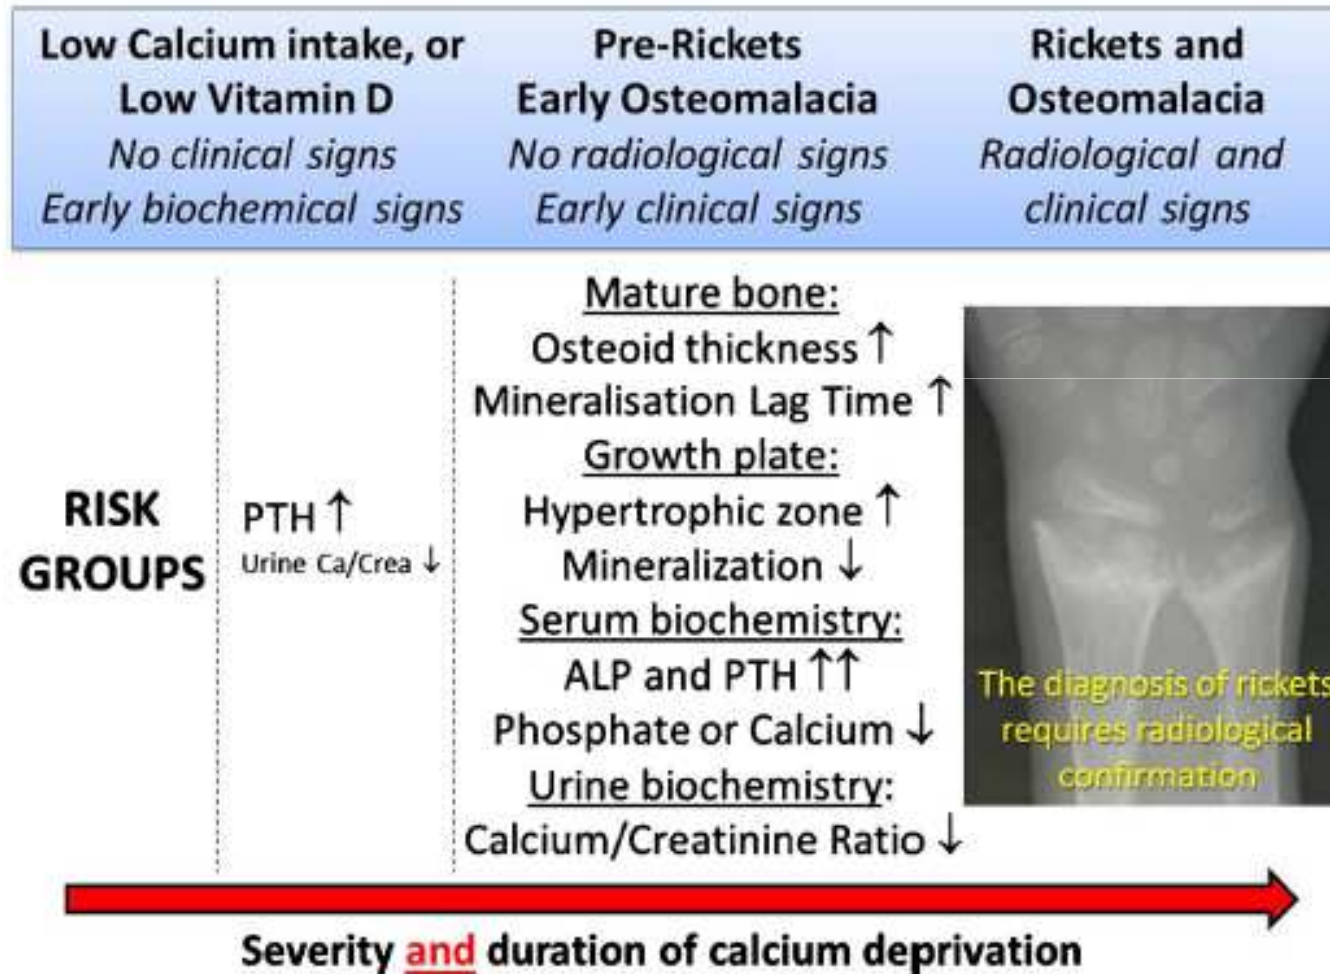 Low Calcium intake, or
Low Vitamin D
No clinical signs
Early biochemical signs
Pre-Rickets
Early Osteomalacia
No radiological signs
Early clinical signs
Rickets and
Osteomalacia
Radiological and
clinical signs
RISK
GROUPS
PTH ↑
Urine Ca/Crea ↓
Mature bone:
Osteoid thickness ↑
Mineralisation Lag Time ↑
Growth plate:
Hypertrophic zone ↑
Mineralization ↓
Serum biochemistry:
ALP and PTH ↑↑
Phosphate or Calcium ↓
Urine biochemistry:
Calcium/Creatinine Ratio ↓
The diagnosis of rickets
requires radiological
confirmation
Severity and duration of calcium deprivation